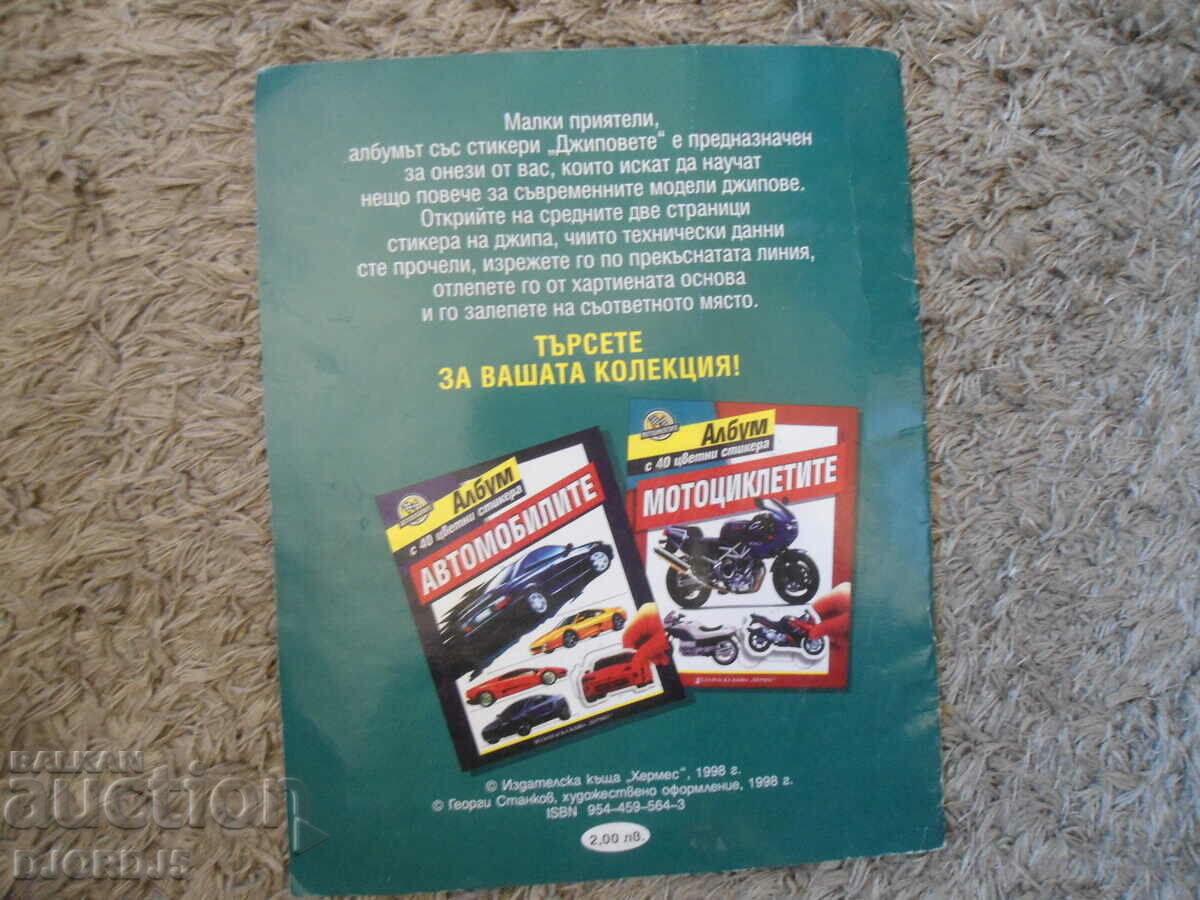 Малки приятели,
албумът със стикери „Джиповете“ е предназначен
за онези от вас, които искат да научат
нещо повече за съвременните модели джипове.
Открийте на средните две страници
стикера на джипа, чиито технически данни
сте прочели, изрежете го по прекъснатата линия,
отлепете го от хартиената основа
и го залепете на съответното място.
ТЪРСЕТЕ
ЗА ВАШАТА КОЛЕКЦИЯ!
Албум
с 40 цветни стикера
АВТОМОБИЛИТЕ
Албум
с 40 цветни стикера
МОТОЦИКЛЕТИТЕ
© Издателска къща „Хермес“, 1998 г.
© Георги Станков, художествено оформление, 1998 г.
ISBN 954-459-564-3
2,00 лв.
BALKAN
auction
DJORDJ5